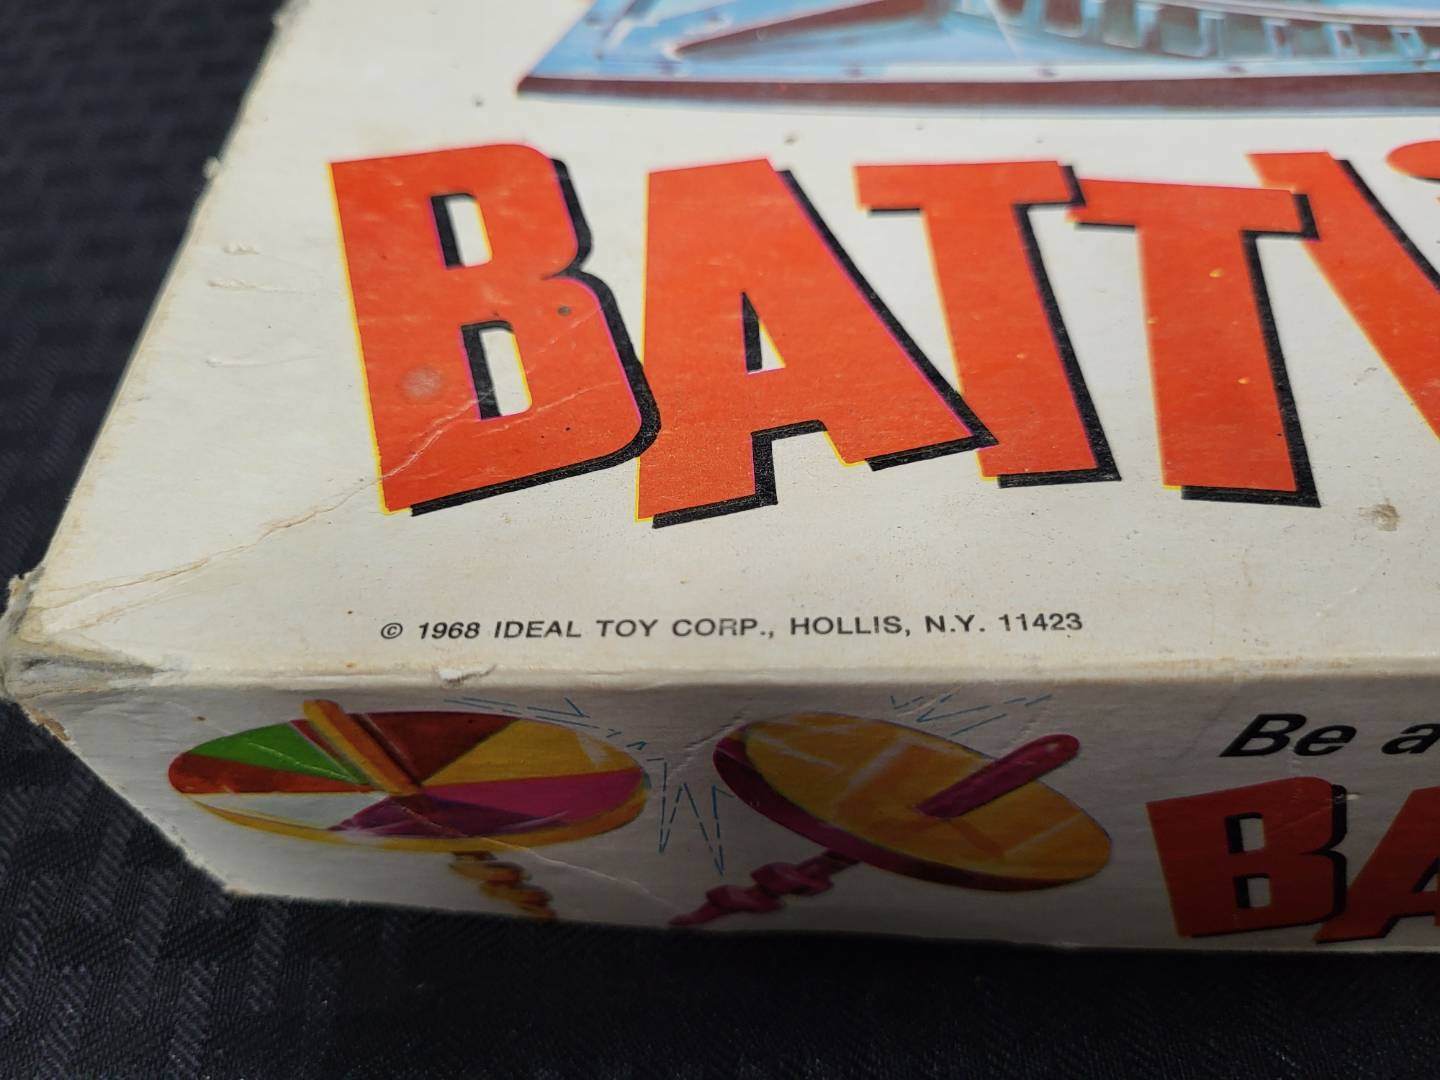 BATT
© 1968 IDEAL TOY CORP., HOLLIS, N.Y. 11423
Be a
BA